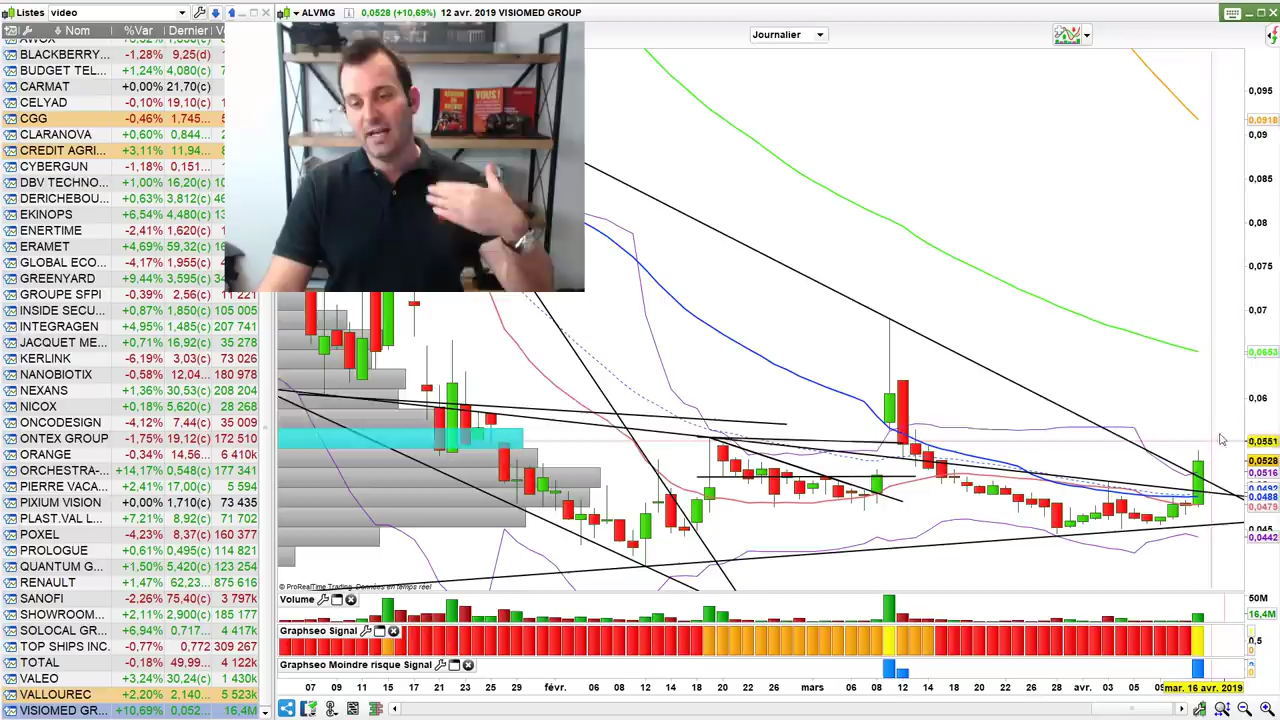 Listes video
ALVMG 0,0528 (+10,69%) 12 avr. 2019 VISIOMED GROUP
Journalier
Nom %Var Dernier
BLACKBERRY... -1,28% 9,25(d)
BUDGET TEL... +1,24% 4,080(c)
CARMAT +0,00% 21,70(c)
CELYAD -0,10% 19,10(c)
CGG -0,46% 1,745...
CLARANOVA +0,60% 0,844...
CREDIT AGRI... +3,11% 11,94...
CYBERGUN -1,18% 0,151...
DBV TECHNO... +1,00% 16,20(c)
DERICHEBOU... +0,63% 3,812(c)
EKINOPS +6,54% 4,480(c)
ENERTIME -2,41% 1,620(c)
ERAMET +4,69% 59,32(c)
GLOBAL ECO... -4,17% 1,955(c)
GREENYARD +9,44% 3,595(c)
GROUPE SFPI -0,39% 2,56(c) 11 221
INSIDE SECU... +0,87% 1,850(c) 105 005
INTEGRAGEN +4,95% 1,485(c) 207 741
JACQUET ME... +0,71% 16,92(c) 35 278
KERLINK -6,19% 3,03(c) 73 026
NANOBIOTIX -0,58% 12,04... 180 978
NEXANS +1,36% 30,53(c) 208 204
NICOX +0,18% 5,620(c) 28 268
ONCODESIGN -4,12% 7,44(c) 35 009
ONTEX GROUP -1,75% 19,12(c) 172 510
ORANGE -0,21% 14,35...
ORCHESTRA-... +14,17% 0,548(c) 177 341
PIERRE VACA... +2,41% 17,00(c) 5 594
PIXIUM VISION +0,00% 1,710(c) 73 435
PLAST.VAL L... +7,21% 8,92(c) 71 702
POXEL -4,23% 8,37(c) 160 377
PROLOGUE +0,61% 0,495(c) 114 821
QUANTUM G... +1,50% 5,420(c) 123 254
RENAULT +1,47% 62,23... 875 616
SANOFI -2,26% 75,40(c) 3 797k
SHOWROOM... +2,11% 2,900(c) 185 177
SOLOCAL GR... +6,94% 0,717... 4 417k
TOP SHIPS INC. -0,77% 0,772 309 267
TOTAL -0,18% 49,99... 4 122k
VALEO +3,24% 30,74(c)
VALLOUREC +2,20% 2,140... 5 523k
VISIOMED GR... +10,69% 0,052... 16,4M
0,095
0,0918
0,09
0,085
0,08
0,075
0,07
0,0653
0,06
0,0551
0,0528
0,0516
0,0492
0,0488
0,0479
0,045
0,0442
© ProRealTime Trading Données en temps réel
Volume
50M
16,4M
Graphseo Signal
0,5
Graphseo Moindre risque Signal
07 09 11 15 17 21 23 25 29 févr. 06 08 12 14 18 20 22 26 28 mars 06 08 12 14 18 20 22 26 28 avr. 03 05 mar. 16 avr. 2019